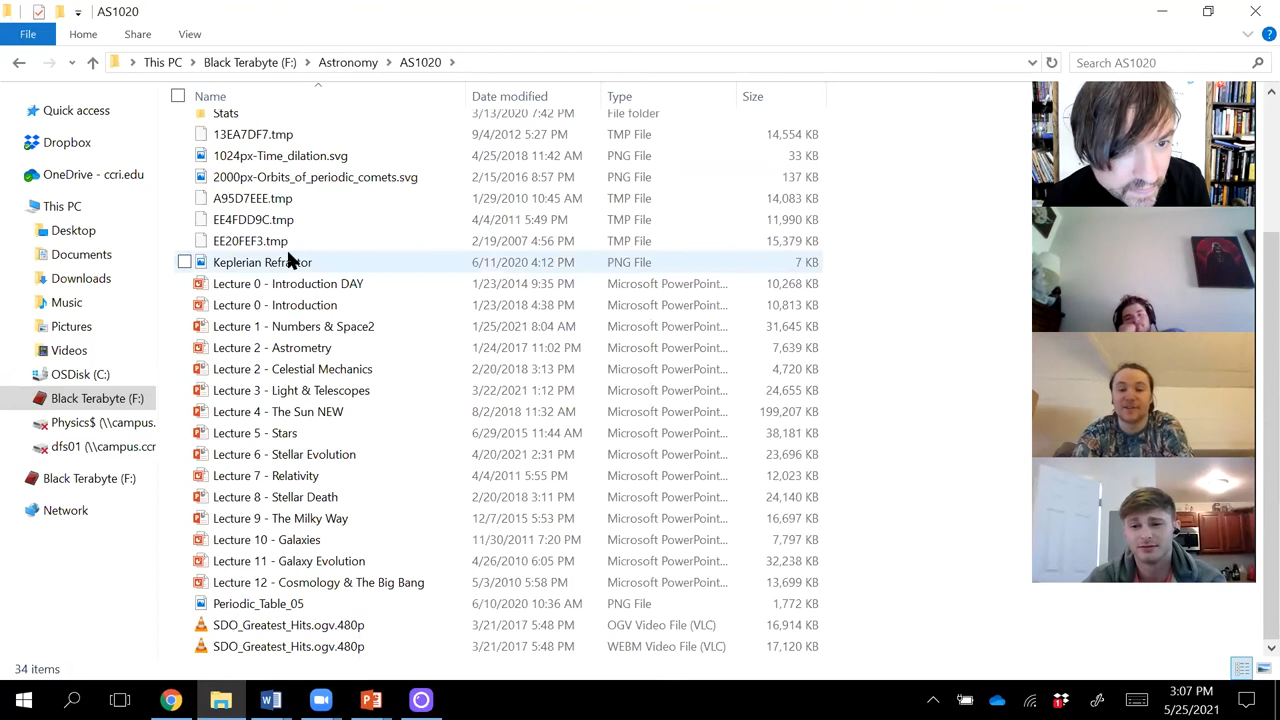 AS1020
File Home Share View
This PC > Black Terabyte (F:) > Astronomy > AS1020 >
Search AS1020
Name Date modified Type Size
Quick access
Dropbox
OneDrive - ccri.edu
This PC
Desktop
Documents
Downloads
Music
Pictures
Videos
OSDisk (C:)
Black Terabyte (F:)
Physics$ (\\campus.
dfs01 (\\campus.ccr
Black Terabyte (F:)
Network
Stats 3/13/2020 7:42 PM File folder
13EA7DF7.tmp 9/4/2012 5:27 PM TMP File 14,554 KB
1024px-Time_dilation.svg 4/25/2018 11:42 AM PNG File 33 KB
2000px-Orbits_of_periodic_comets.svg 2/15/2016 8:57 PM PNG File 137 KB
A95D7EEE.tmp 1/29/2010 10:45 AM TMP File 14,083 KB
EE4FDD9C.tmp 4/4/2011 5:49 PM TMP File 11,990 KB
EE20FEF3.tmp 2/19/2007 4:56 PM TMP File 15,379 KB
Keplerian Refractor 6/11/2020 4:12 PM PNG File 7 KB
Lecture 0 - Introduction DAY 1/23/2014 9:35 PM Microsoft PowerPoint... 10,268 KB
Lecture 0 - Introduction 1/23/2018 4:38 PM Microsoft PowerPoint... 10,813 KB
Lecture 1 - Numbers & Space2 1/25/2021 8:04 AM Microsoft PowerPoint... 31,645 KB
Lecture 2 - Astrometry 1/24/2017 11:02 PM Microsoft PowerPoint... 7,639 KB
Lecture 2 - Celestial Mechanics 2/20/2018 3:13 PM Microsoft PowerPoint... 4,720 KB
Lecture 3 - Light & Telescopes 3/22/2021 1:12 PM Microsoft PowerPoint... 24,655 KB
Lecture 4 - The Sun NEW 8/2/2018 11:32 AM Microsoft PowerPoint... 199,207 KB
Lecture 5 - Stars 6/29/2015 11:44 AM Microsoft PowerPoint... 38,181 KB
Lecture 6 - Stellar Evolution 4/20/2021 2:31 PM Microsoft PowerPoint... 23,696 KB
Lecture 7 - Relativity 4/4/2011 5:55 PM Microsoft PowerPoint... 12,023 KB
Lecture 8 - Stellar Death 2/20/2018 3:11 PM Microsoft PowerPoint... 24,140 KB
Lecture 9 - The Milky Way 12/7/2015 5:53 PM Microsoft PowerPoint... 16,697 KB
Lecture 10 - Galaxies 11/30/2011 7:20 PM Microsoft PowerPoint... 7,797 KB
Lecture 11 - Galaxy Evolution 4/26/2010 6:05 PM Microsoft PowerPoint... 32,238 KB
Lecture 12 - Cosmology & The Big Bang 5/3/2010 5:58 PM Microsoft PowerPoint... 13,699 KB
Periodic_Table_05 6/10/2020 10:36 AM PNG File 1,772 KB
SDO_Greatest_Hits.ogv.480p 3/21/2017 5:48 PM OGV Video File (VLC) 16,914 KB
SDO_Greatest_Hits.ogv.480p 3/21/2017 5:48 PM WEBM Video File (VLC) 17,120 KB
34 items
3:07 PM
5/25/2021